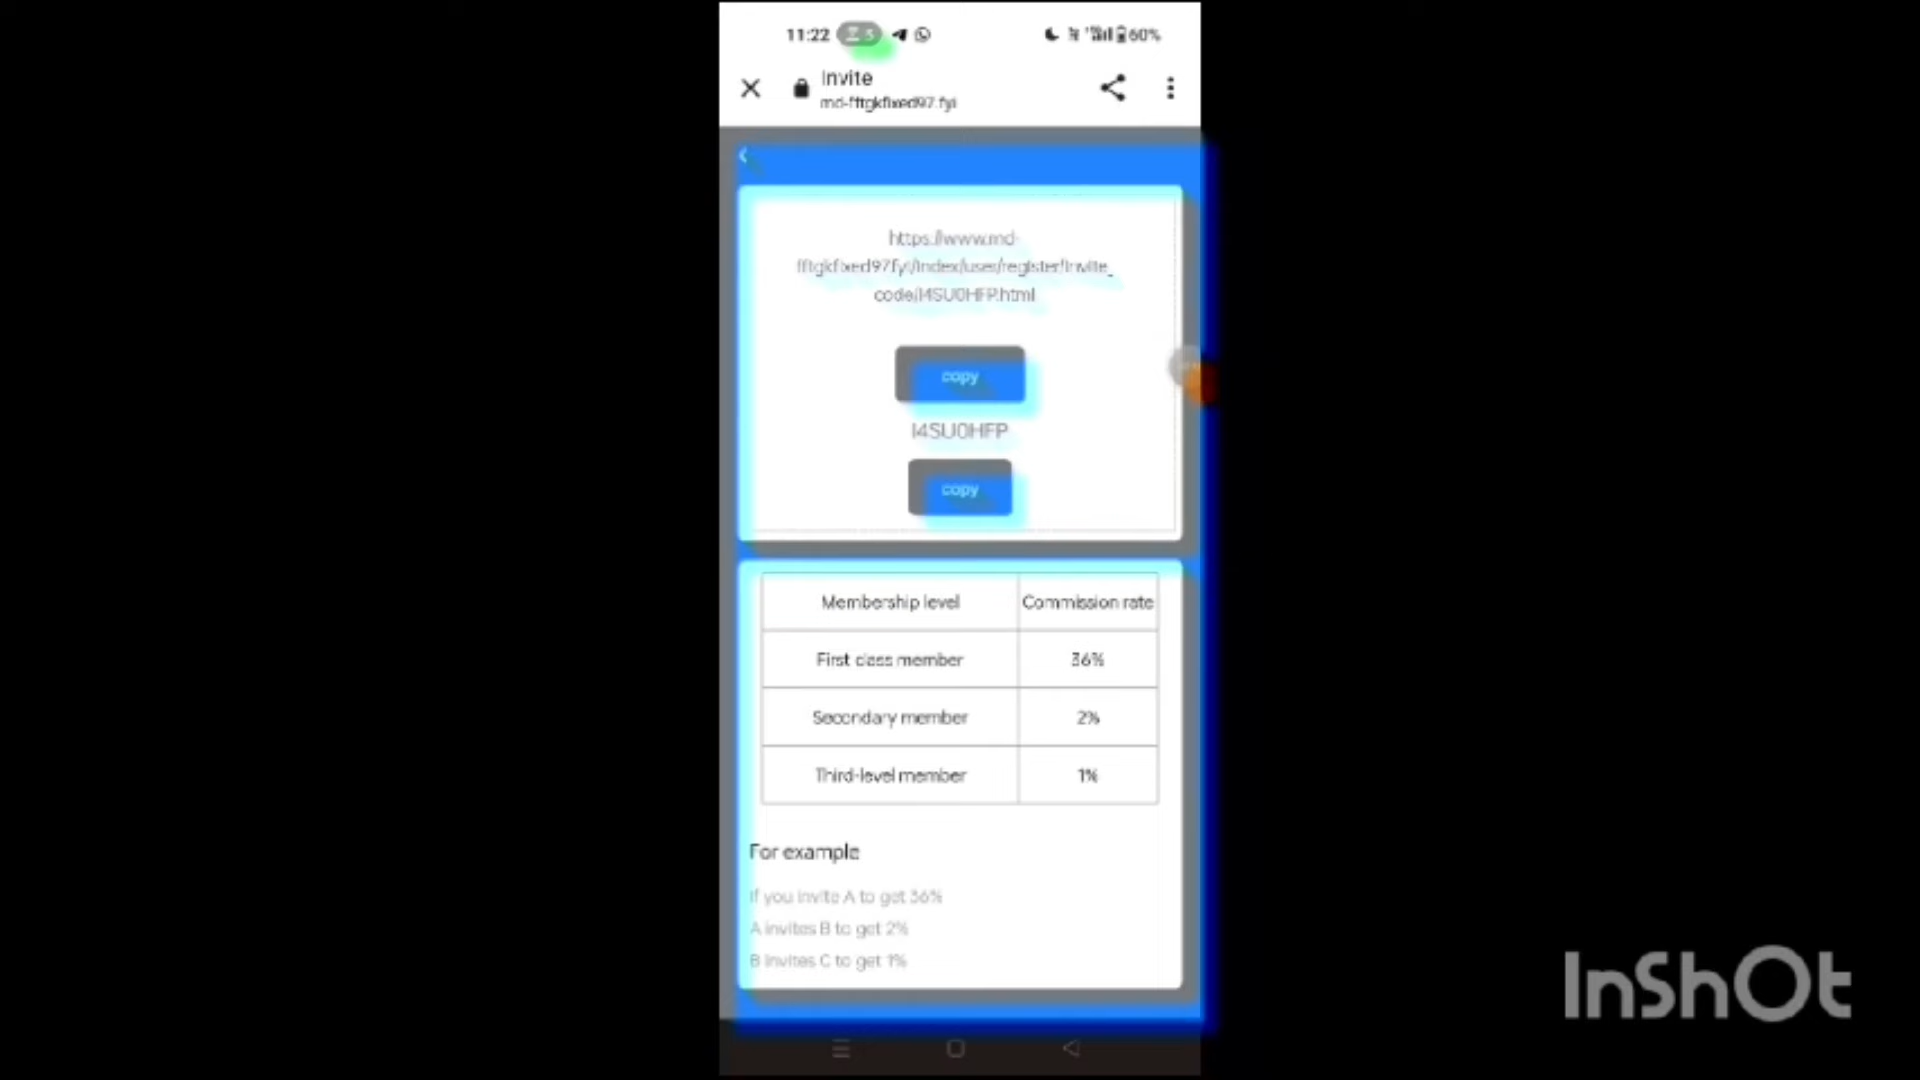 11:22
60%
Invite
md-fftgkfixed97.fyi
https://www.md-
fftgkfixed97.fyi/index/user/register/invite_
code/I4SU0HFP.html
copy
I4SU0HFP
copy
Membership level Commission rate
First class member 36%
Secondary member 2%
Third-level member 1%
For example
If you invite A to get 36%
A invites B to get 2%
B invites C to get 1%
InShOt